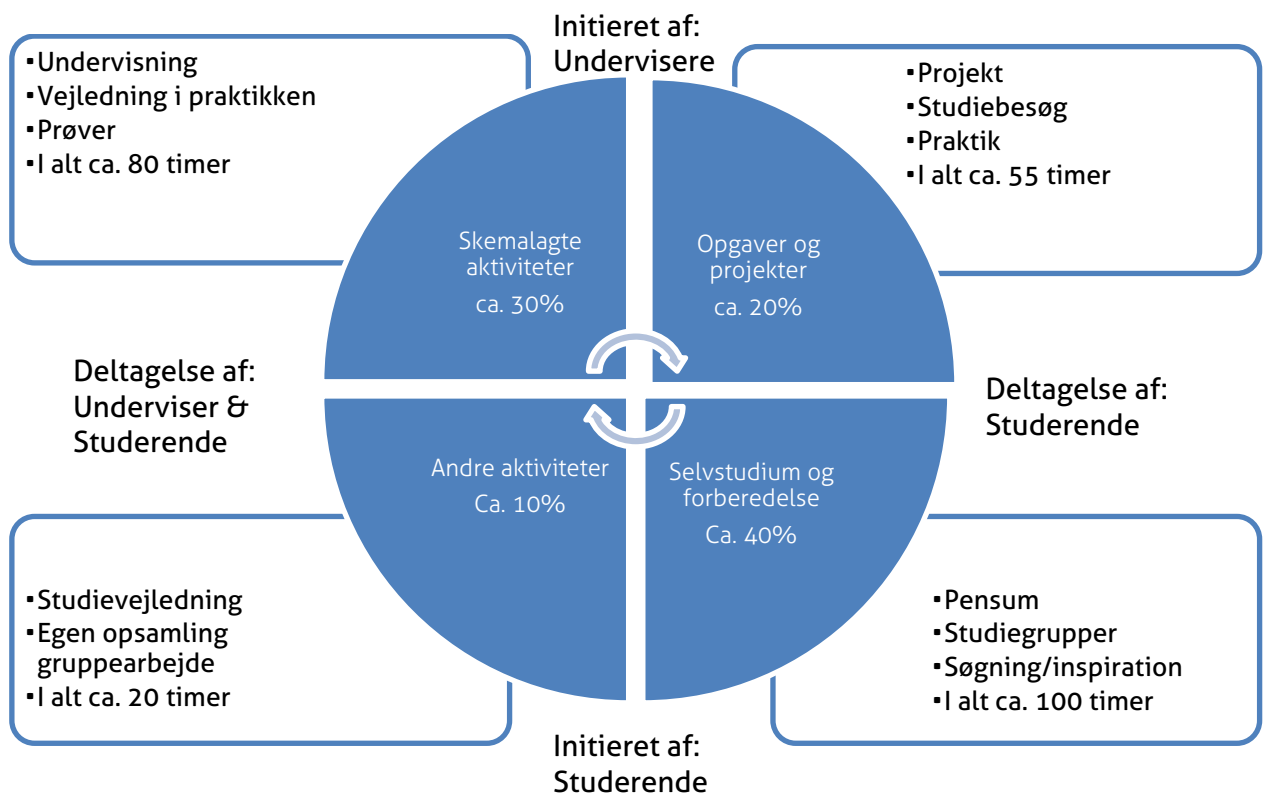 Initieret af:
Undervisere
▪Undervisning
▪Vejledning i praktikken
▪Prøver
▪I alt ca. 80 timer
▪Projekt
▪Studiebesøg
▪Praktik
▪I alt ca. 55 timer
Skemalagte
aktiviteter
ca. 30%
Opgaver og
projekter
ca. 20%
Deltagelse af:
Underviser &
Studerende
Deltagelse af:
Studerende
Andre aktiviteter
Ca. 10%
Selvstudium og
forberedelse
Ca. 40%
▪Studievejledning
▪Egen opsamling
gruppearbejde
▪I alt ca. 20 timer
▪Pensum
▪Studiegrupper
▪Søgning/inspiration
▪I alt ca. 100 timer
Initieret af:
Studerende